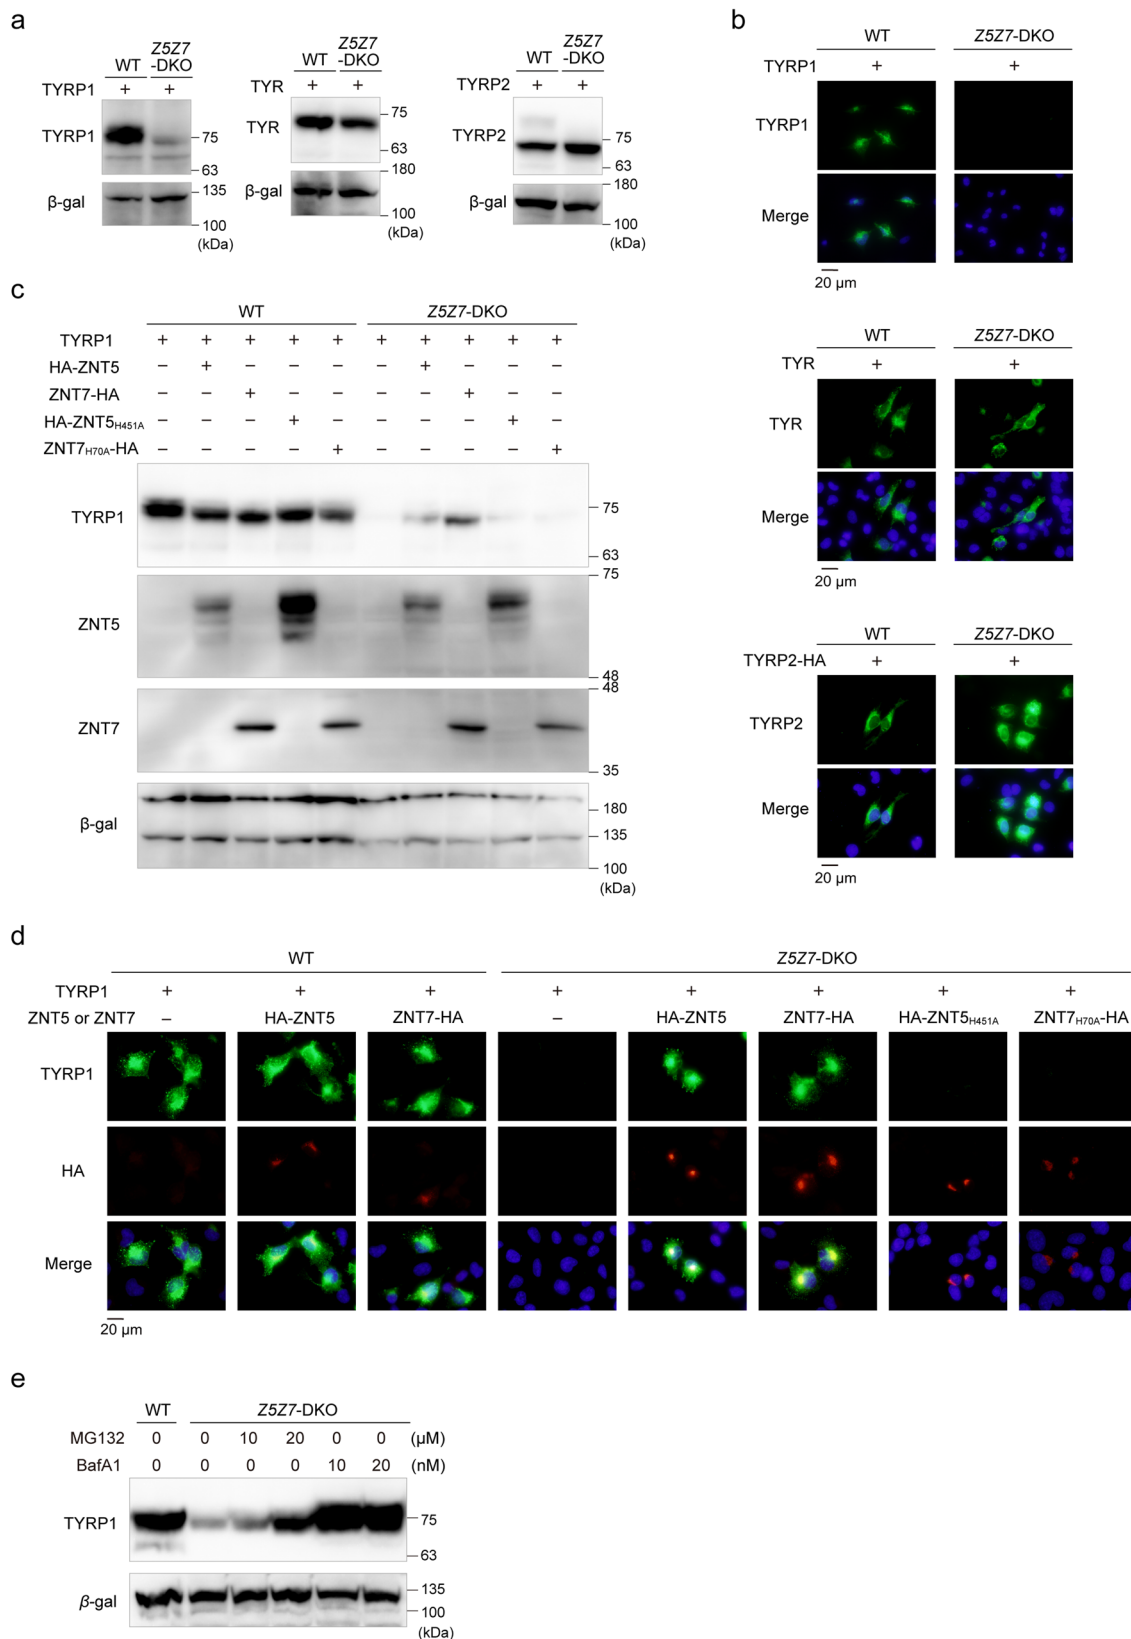 a
WT Z5Z7-DKO
TYRP1 + +
TYRP1
75
63
β-gal
135
100
(kDa)
WT Z5Z7-DKO
TYR + +
TYR
75
63
β-gal
180
100
WT Z5Z7-DKO
TYRP2 + +
TYRP2
75
63
β-gal
180
100
(kDa)
b
WT Z5Z7-DKO
TYRP1 + +
TYRP1
Merge
20 μm
WT Z5Z7-DKO
TYR + +
TYR
Merge
20 μm
WT Z5Z7-DKO
TYRP2-HA + +
TYRP2
Merge
20 μm
c
WT Z5Z7-DKO
TYRP1 + + + + + + + + + +
HA-ZNT5 – + – – – – + – – –
ZNT7-HA – – + – – – – + – –
HA-ZNT5H451A – – – + – – – – + –
ZNT7H70A-HA – – – – + – – – – +
TYRP1
75
63
ZNT5
75
48
ZNT7
48
35
β-gal
180
135
100
(kDa)
d
WT Z5Z7-DKO
TYRP1 + + + + + + + +
ZNT5 or ZNT7 – HA-ZNT5 ZNT7-HA – HA-ZNT5 ZNT7-HA HA-ZNT5H451A ZNT7H70A-HA
TYRP1
HA
Merge
20 μm
e
WT Z5Z7-DKO
MG132 0 0 10 20 0 0 (μM)
BafA1 0 0 0 0 10 20 (nM)
TYRP1
75
63
β-gal
135
100
(kDa)